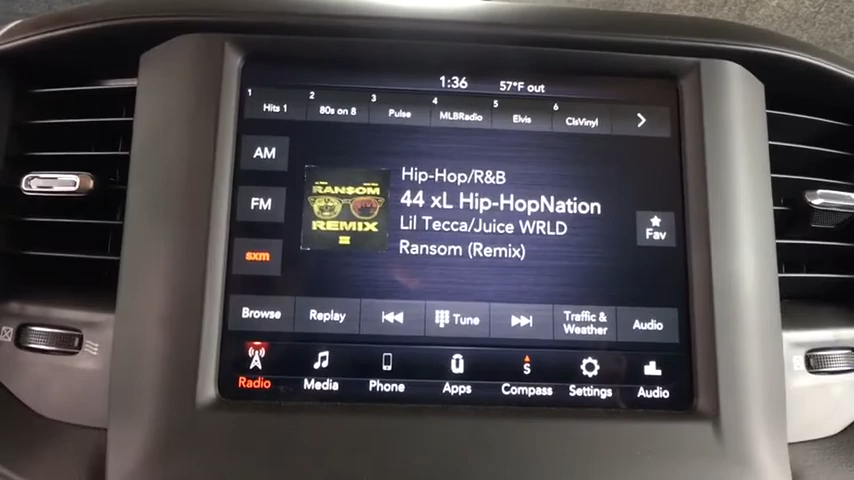 1:36 57°F out
1 Hits 1
2 80s on 8
3 Pulse
4 MLBRadio
5 Elvis
6 ClsVinyl
AM
FM
sxm
RANSOM
REMIX
Hip-Hop/R&B
44 xL Hip-HopNation
Lil Tecca/Juice WRLD
Ransom (Remix)
Fav
Browse
Replay
Tune
Traffic & Weather
Audio
Radio
Media
Phone
Apps
S
Compass
Settings
Audio